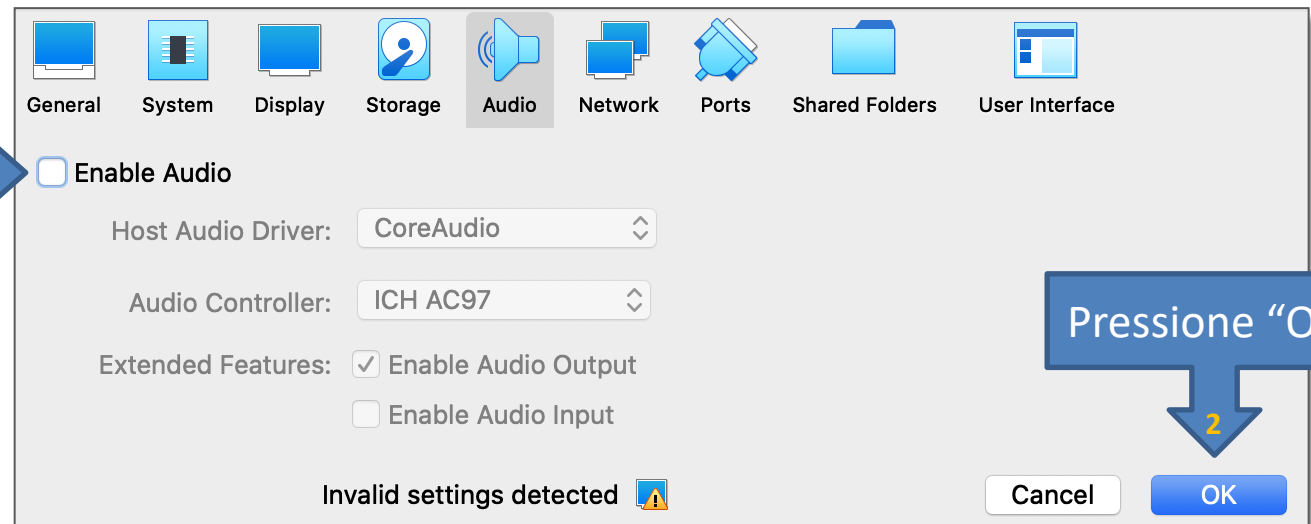 General System Display Storage Audio Network Ports Shared Folders User Interface
Enable Audio
Host Audio Driver: CoreAudio
Audio Controller: ICH AC97
Pressione “O
Extended Features: Enable Audio Output
Enable Audio Input
2
Invalid settings detected Cancel OK